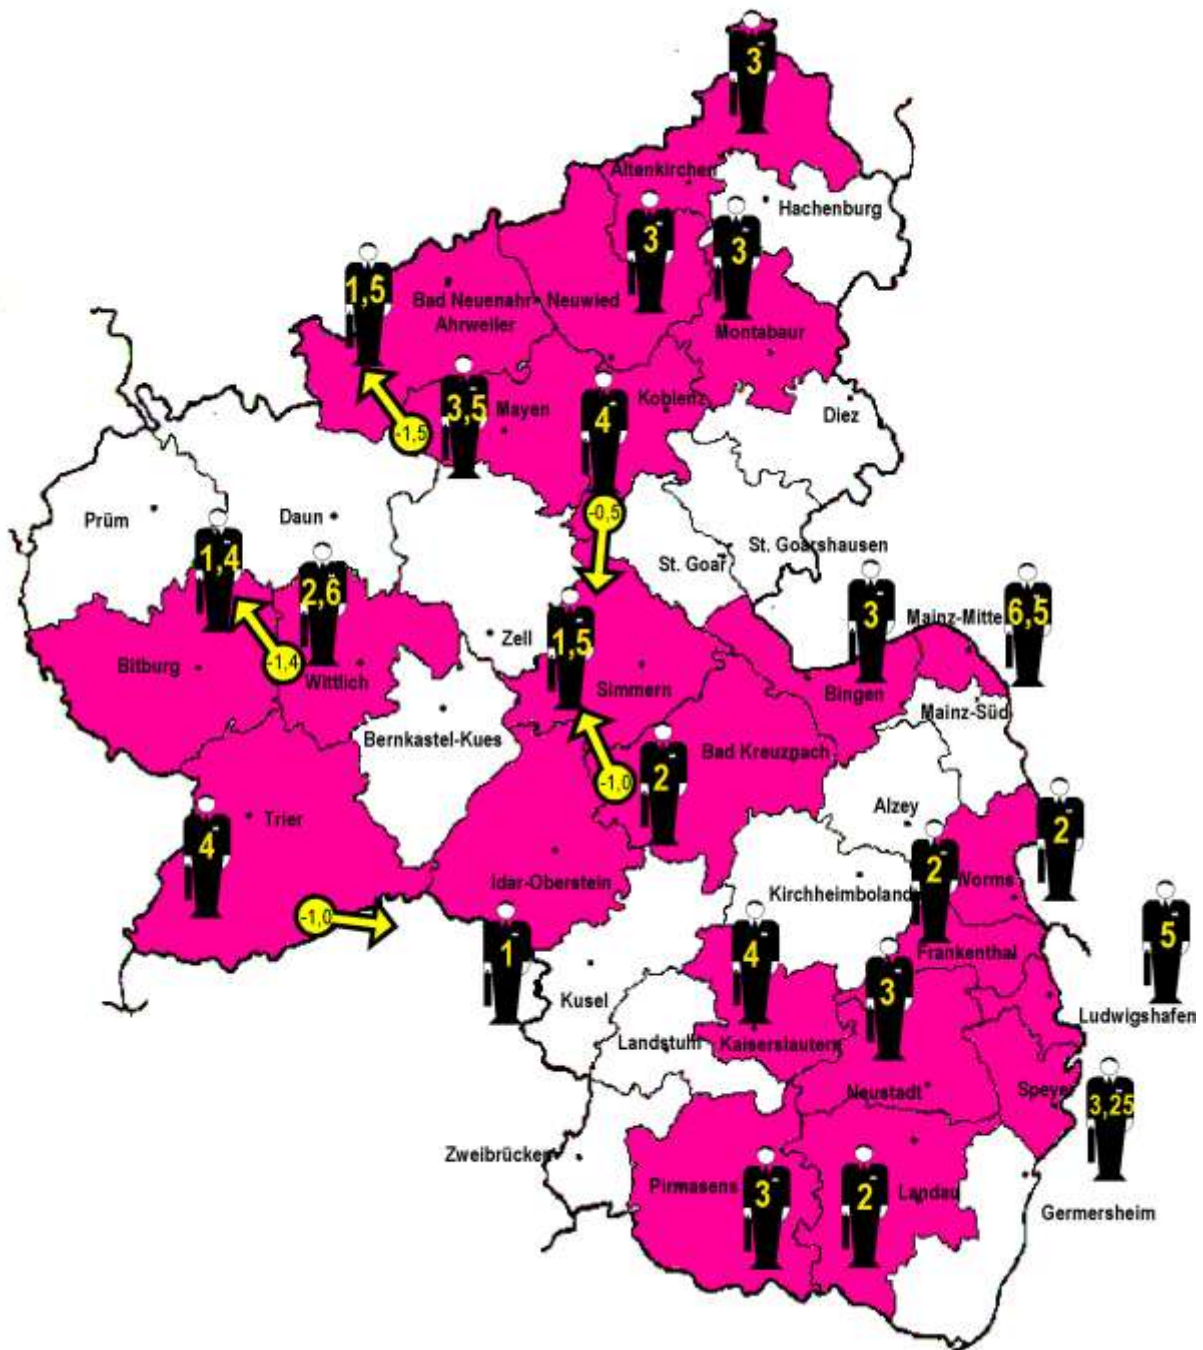 3
Altenkirchen
Hachenburg
3
3
1,5
Bad Neuenahr-
Ahrweiler
Neuwied
Montabaur
3,5
Mayen
4
Koblenz
Diez
-1,5
Prüm
Daun
-0,5
1,4
2,6
St. Goar
St. Goarshausen
3
Mainz-Mitte
6,5
Zell
1,5
Bitburg
-1,4
Wittlich
Simmern
Bingen
Mainz-Süd
Bernkastel-Kues
Bad Kreuznach
-1,0
2
4
Trier
Alzey
2
2
Worms
Idar-Oberstein
Kirchheimboland
-1,0
1
4
5
Frankenthal
3
Kusel
Ludwigshafen
Landstuhl
Kaiserslautern
Neustadt
Speyer
3,25
Zweibrücken
Pirmasens
3
2
Landau
Germersheim